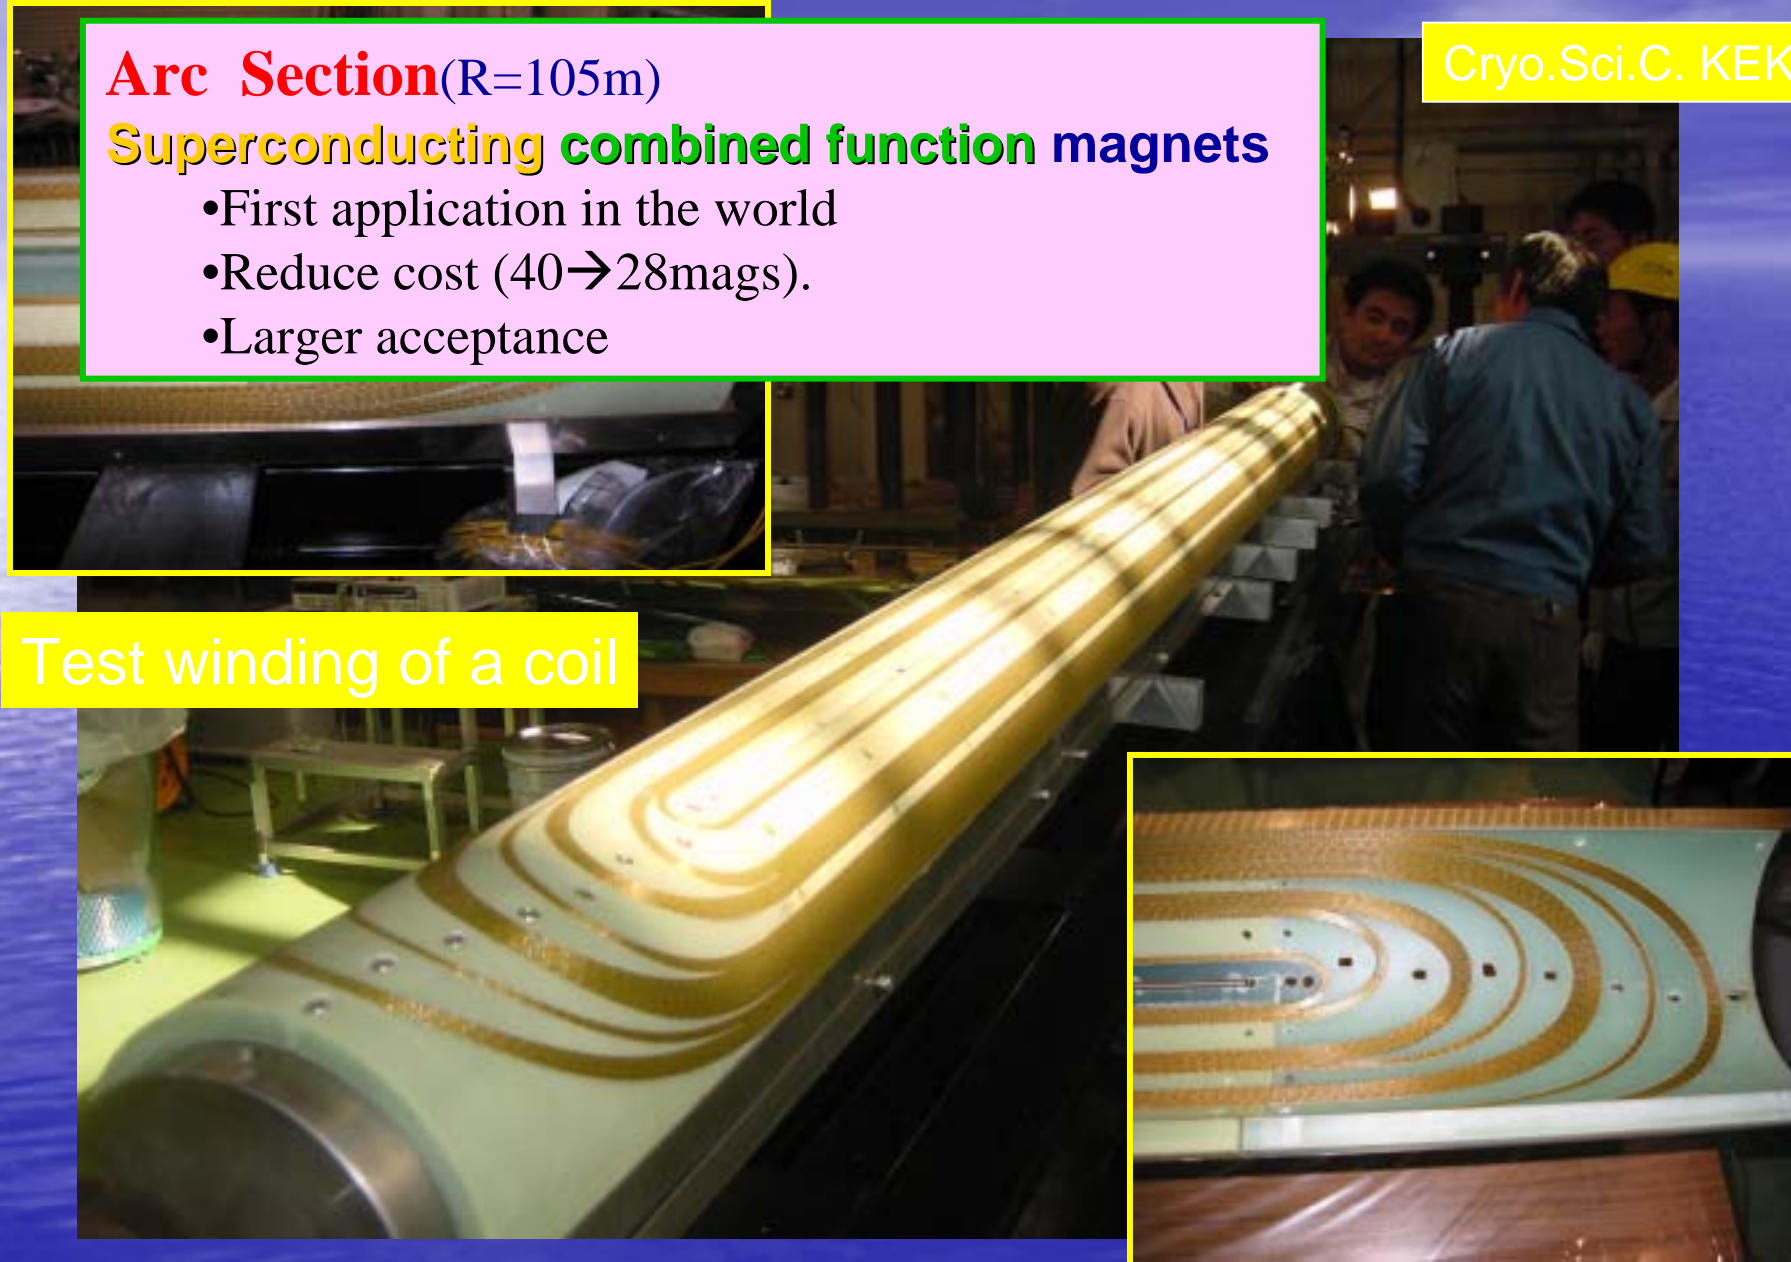 Arc Section(R=105m)
Superconducting combined function magnets
•First application in the world
•Reduce cost (40→28mags).
•Larger acceptance
Cryo.Sci.C. KEK
Test winding of a coil